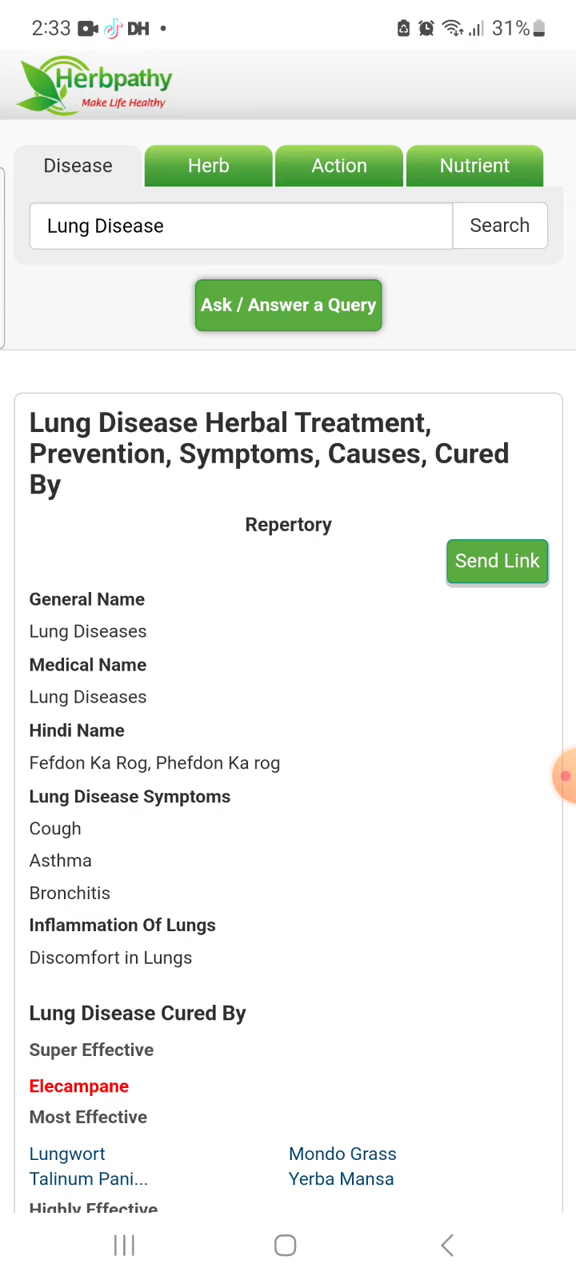 2:33 DH 31%
Herbpathy
Make Life Healthy
Disease Herb Action Nutrient
Lung Disease Search
Ask / Answer a Query
Lung Disease Herbal Treatment,
Prevention, Symptoms, Causes, Cured
By
Repertory
Send Link
General Name
Lung Diseases
Medical Name
Lung Diseases
Hindi Name
Fefdon Ka Rog, Phefdon Ka rog
Lung Disease Symptoms
Cough
Asthma
Bronchitis
Inflammation Of Lungs
Discomfort in Lungs
Lung Disease Cured By
Super Effective
Elecampane
Most Effective
Lungwort Mondo Grass
Talinum Pani... Yerba Mansa
Highly Effective